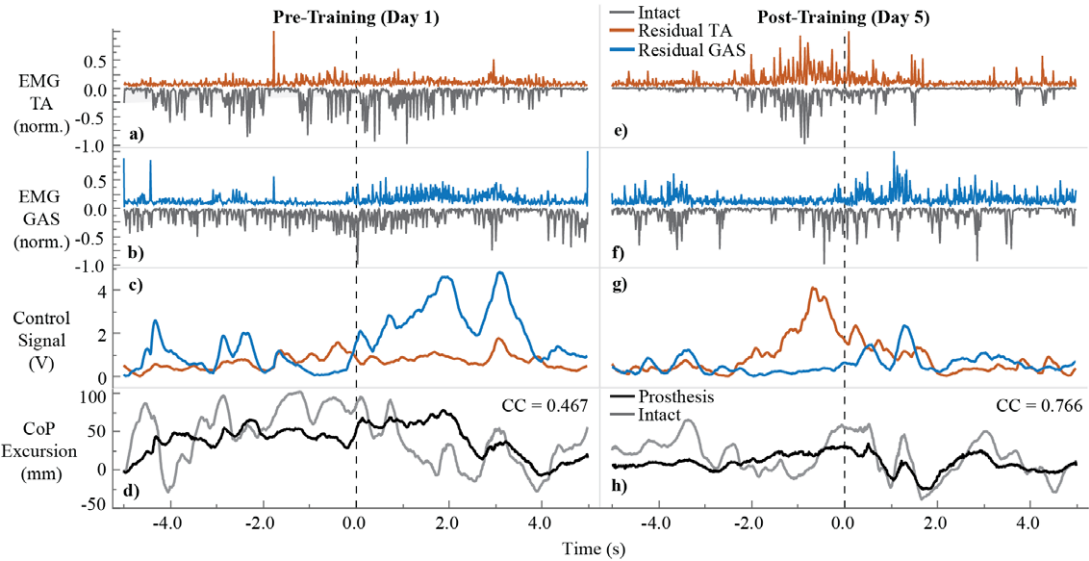 Pre-Training (Day 1)
Post-Training (Day 5)
Intact
Residual TA
Residual GAS
EMG
TA
(norm.)
0.5
0.0
-0.5
-1.0
a)
e)
EMG
GAS
(norm.)
0.5
0.0
-0.5
-1.0
b)
f)
Control
Signal
(V)
4
2
0
c)
g)
CoP
Excursion
(mm)
100
50
0
-50
CC = 0.467
d)
Prosthesis
Intact
CC = 0.766
h)
-4.0 -2.0 0.0 2.0 4.0 -4.0 -2.0 0.0 2.0 4.0
Time (s)